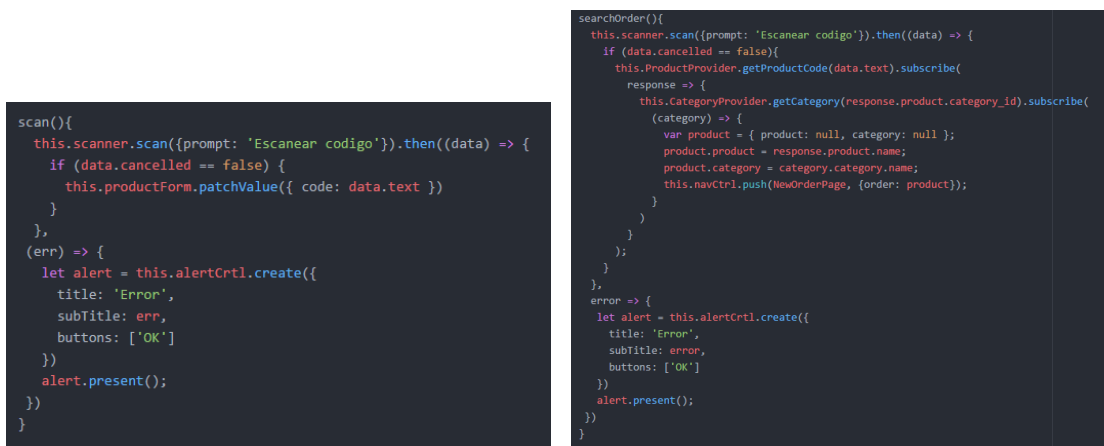 scan(){
this.scanner.scan({prompt: 'Escanear codigo'}).then((data) => {
if (data.cancelled == false) {
this.productForm.patchValue({ code: data.text })
}
},
(err) => {
let alert = this.alertCrtl.create({
title: 'Error',
subTitle: err,
buttons: ['OK']
})
alert.present();
})
}
searchOrder(){
this.scanner.scan({prompt: 'Escanear codigo'}).then((data) => {
if (data.cancelled == false){
this.ProductProvider.getProductCode(data.text).subscribe(
response => {
this.CategoryProvider.getCategory(response.product.category_id).subscribe(
(category) => {
var product = { product: null, category: null };
product.product = response.product.name;
product.category = category.category.name;
this.navCtrl.push(NewOrderPage, {order: product});
}
)
}
);
}
},
error => {
let alert = this.alertCrtl.create({
title: 'Error',
subTitle: error,
buttons: ['OK']
})
alert.present();
})
}